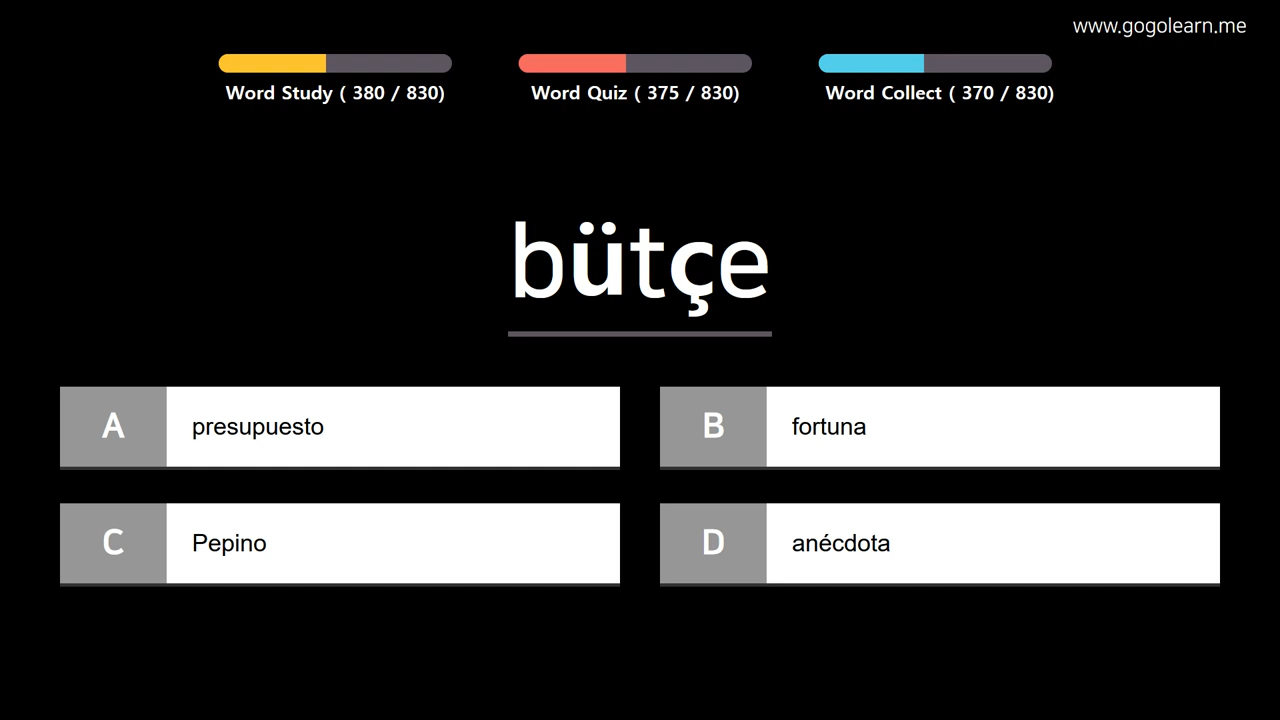 www.gogolearn.me
Word Study ( 380 / 830)
Word Quiz ( 375 / 830)
Word Collect ( 370 / 830)
bütçe
A presupuesto
B fortuna
C Pepino
D anécdota